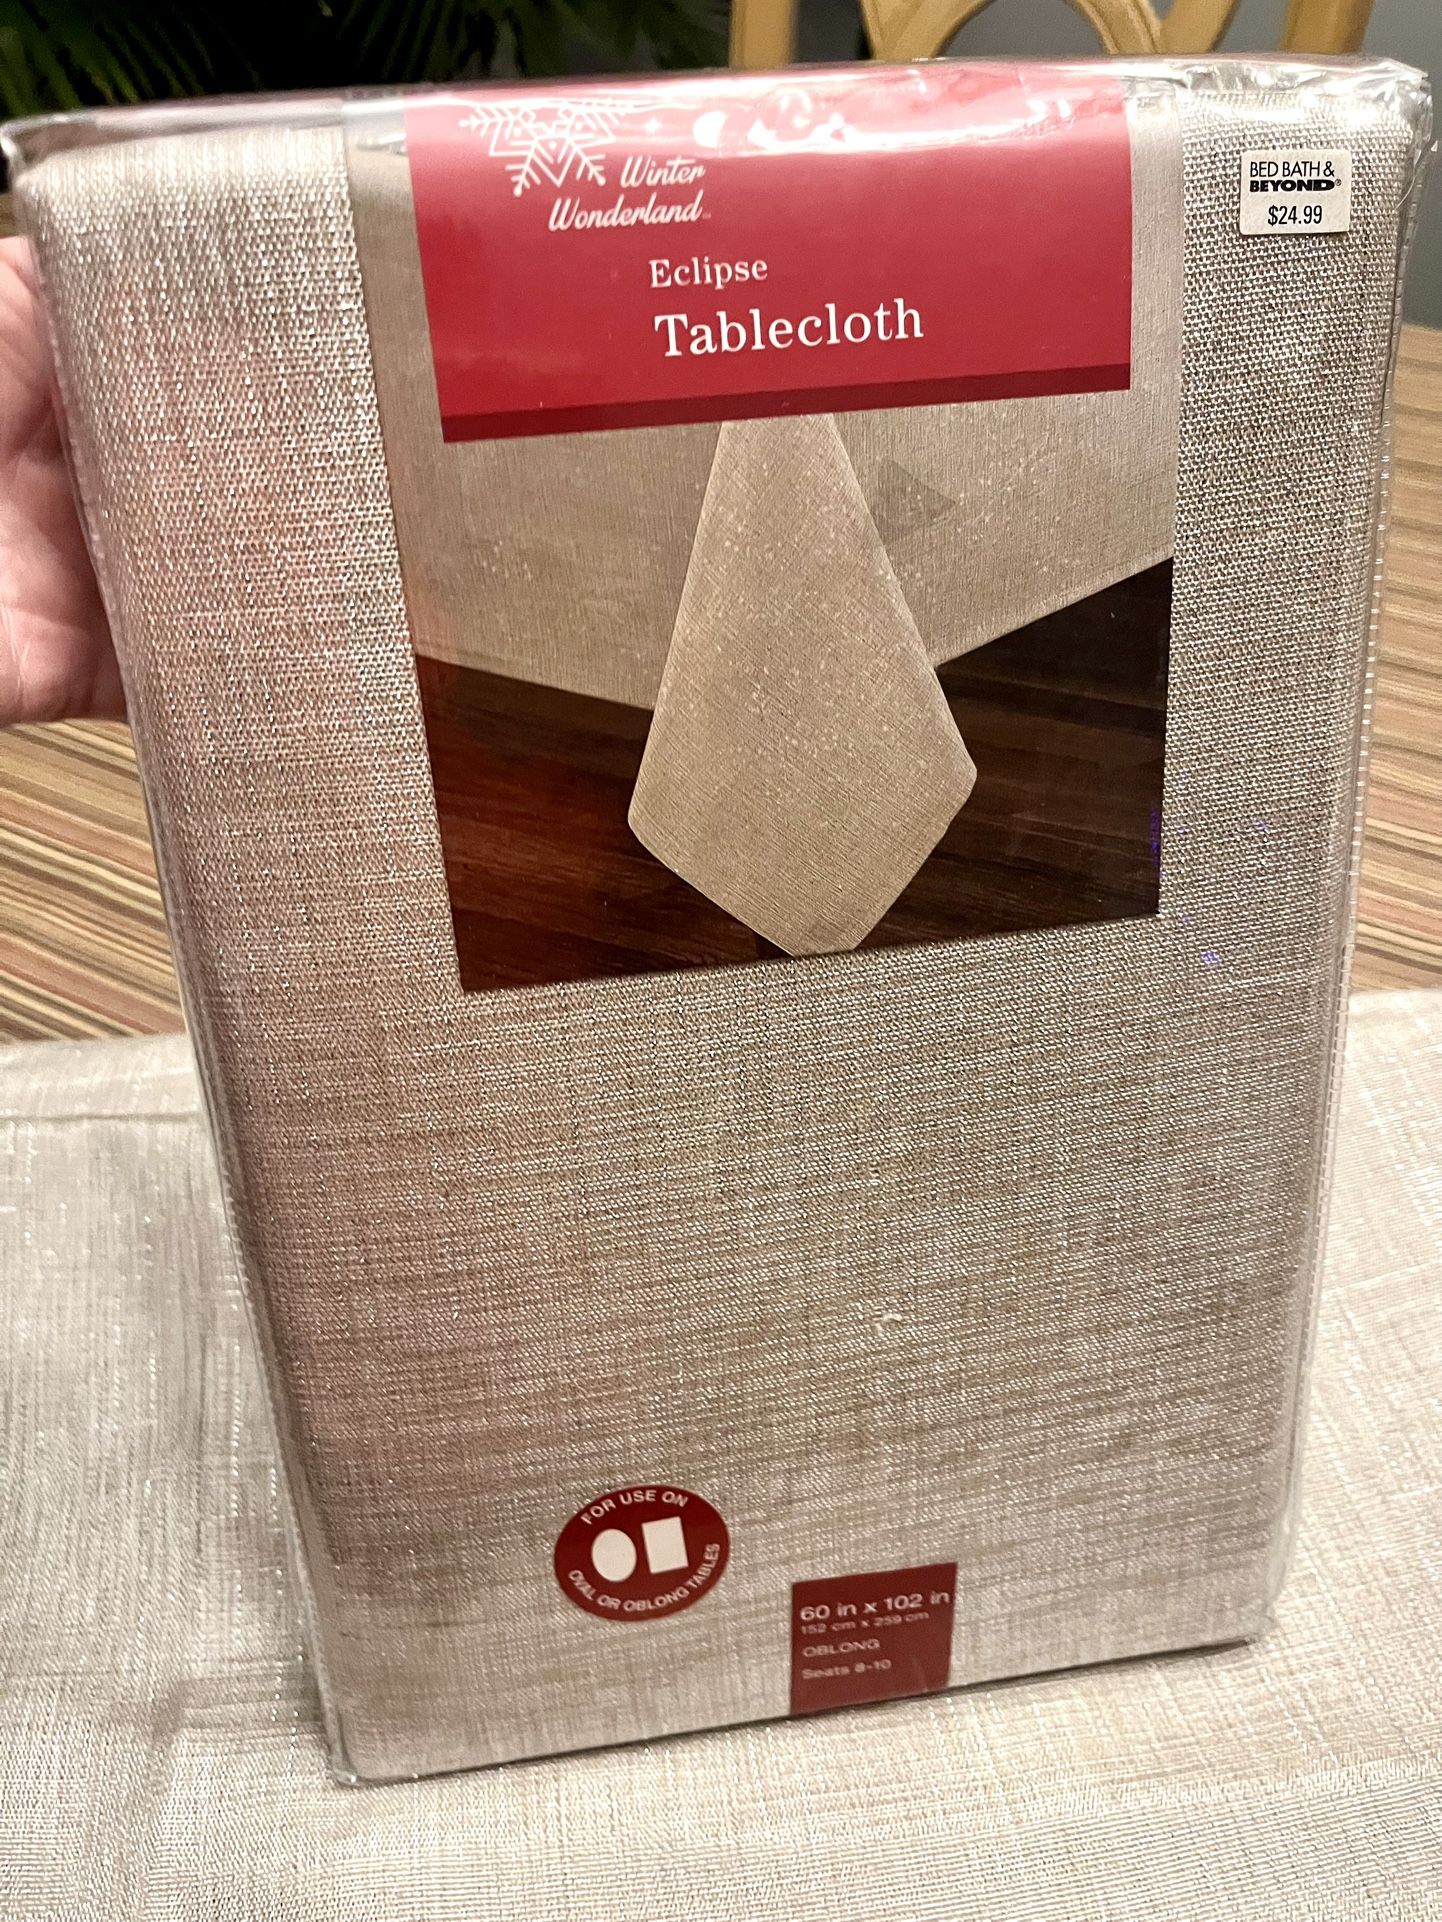 Winter
Wonderland
Eclipse
Tablecloth
BED BATH &
BEYOND®
$24.99
FOR USE ON
OVAL OR OBLONG TABLES
60 in x 102 in
152 cm x 259 cm
OBLONG
Seats 8-10